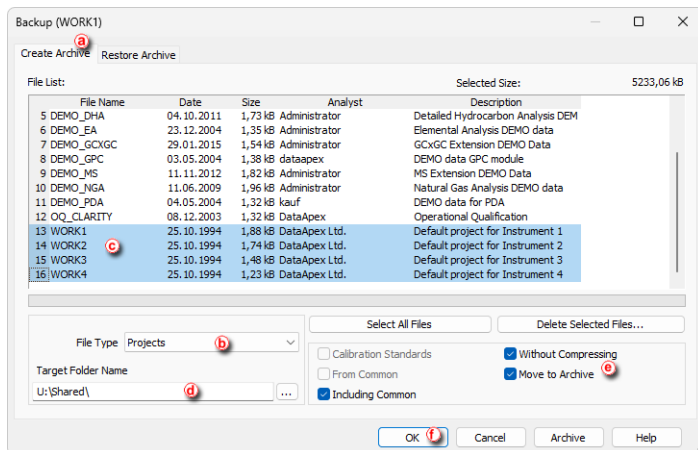 Backup (WORK1)
a
Create Archive Restore Archive
File List: Selected Size: 5233,06 kB
File Name Date Size Analyst Description
5 DEMO_DHA 04.10.2011 1,73 kB Administrator Detailed Hydrocarbon Analysis DEM
6 DEMO_EA 23.12.2004 1,35 kB Administrator Elemental Analysis DEMO data
7 DEMO_GCXGC 29.01.2015 1,54 kB Administrator GCxGC Extension DEMO Data
8 DEMO_GPC 03.05.2004 1,38 kB dataapex DEMO data GPC module
9 DEMO_MS 11.11.2012 1,82 kB Administrator MS Extension DEMO Data
10 DEMO_NGA 11.06.2009 1,96 kB Administrator Natural Gas Analysis DEMO data
11 DEMO_PDA 04.05.2004 1,32 kB kauf DEMO data for PDA
12 OQ_CLARITY 08.12.2003 1,32 kB DataApex Operational Qualification
13 WORK1 25.10.1994 1,88 kB DataApex Ltd. Default project for Instrument 1
14 WORK2 c 25.10.1994 1,74 kB DataApex Ltd. Default project for Instrument 2
15 WORK3 25.10.1994 1,48 kB DataApex Ltd. Default project for Instrument 3
16 WORK4 25.10.1994 1,23 kB DataApex Ltd. Default project for Instrument 4
Select All Files Delete Selected Files...
File Type Projects b
Calibration Standards Without Compressing
Target Folder Name From Common Move to Archive e
U:\Shared\ d ... Including Common
OK f Cancel Archive Help